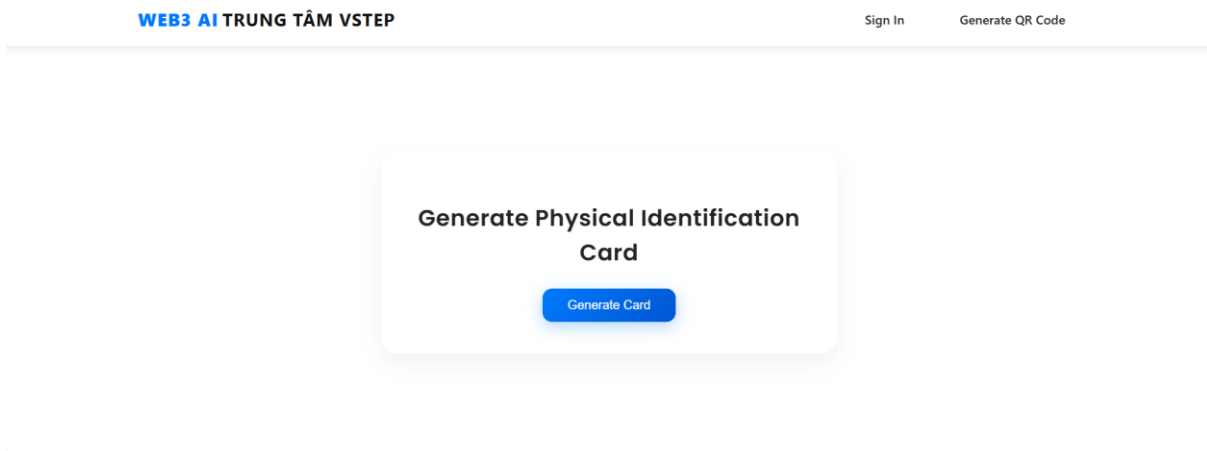 WEB3 AI TRUNG TÂM VSTEP
Sign In
Generate QR Code
Generate Physical Identification
Card
Generate Card